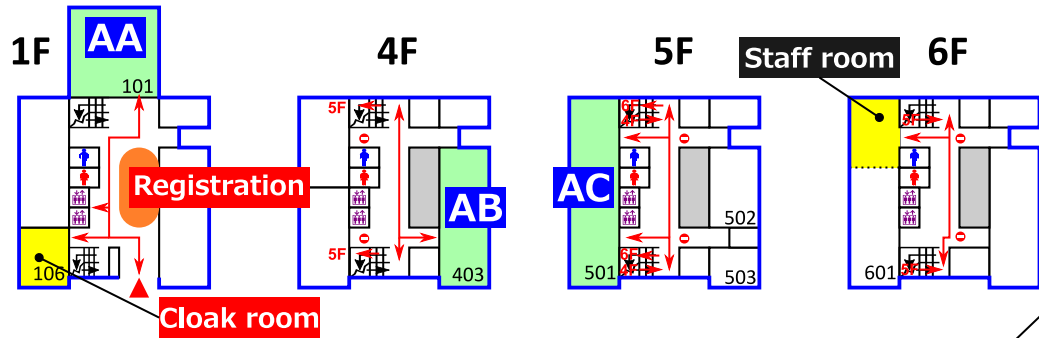 1F
AA
101
Registration
106
Cloak room
4F
5F
AB
5F
403
5F
6F
4F
AC
502
6F
4F
501
503
Staff room
6F
5F
601
5F